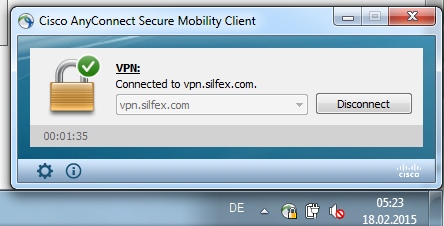 Cisco AnyConnect Secure Mobility Client
VPN:
Connected to vpn.silfex.com.
vpn.silfex.com
Disconnect
00:01:35
CISCO
DE
05:23
18.02.2015